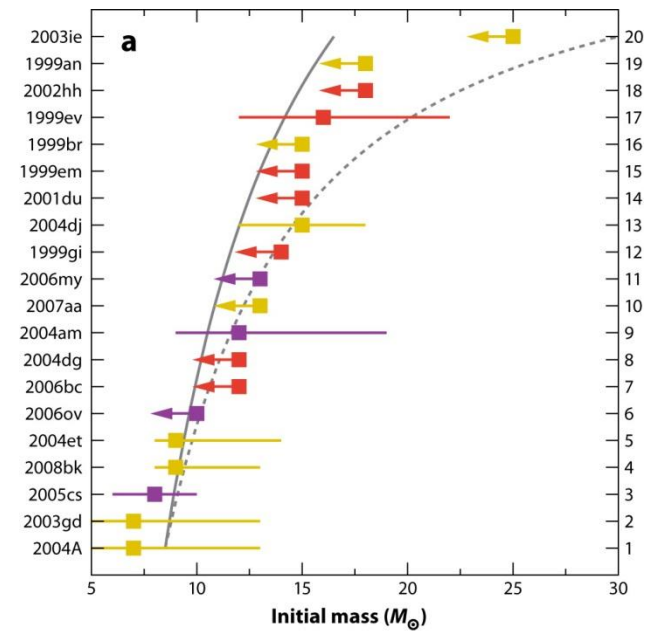 a
2003ie 20
1999an 19
2002hh 18
1999ev 17
1999br 16
1999em 15
2001du 14
2004dj 13
1999gi 12
2006my 11
2007aa 10
2004am 9
2004dg 8
2006bc 7
2006ov 6
2004et 5
2008bk 4
2005cs 3
2003gd 2
2004A 1
5 10 15 20 25 30
Initial mass (M☉)